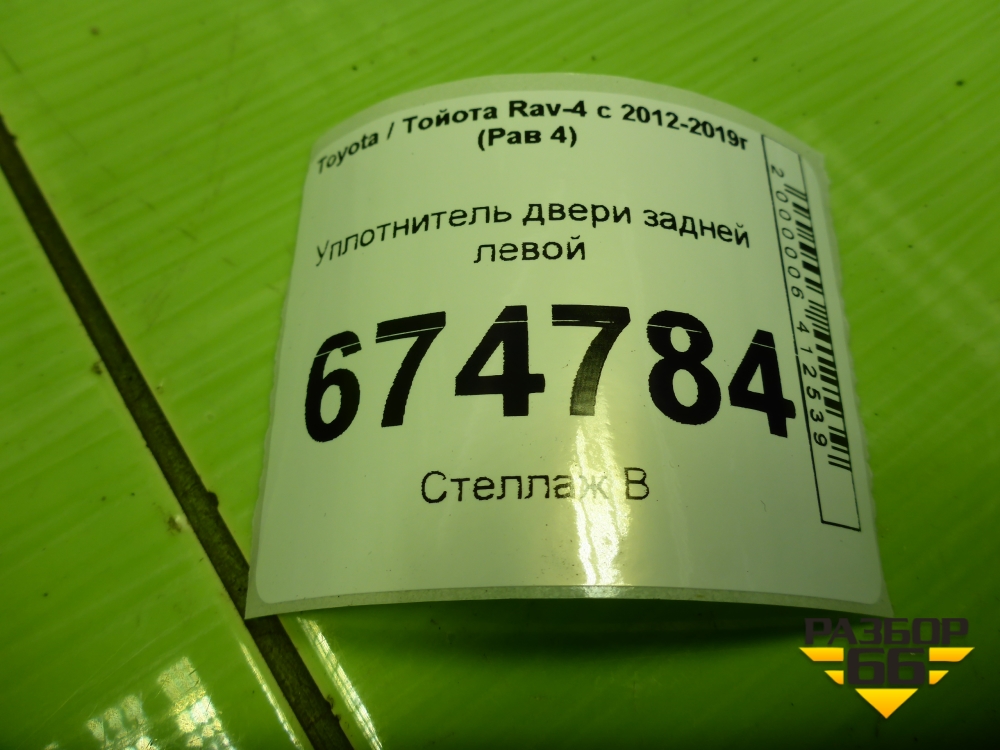 Toyota / Тойота Rav-4 с 2012-2019г
(Рав 4)
Уплотнитель двери задней
левой
674784
Стеллаж В
2000006412539
РАЗБОР
66